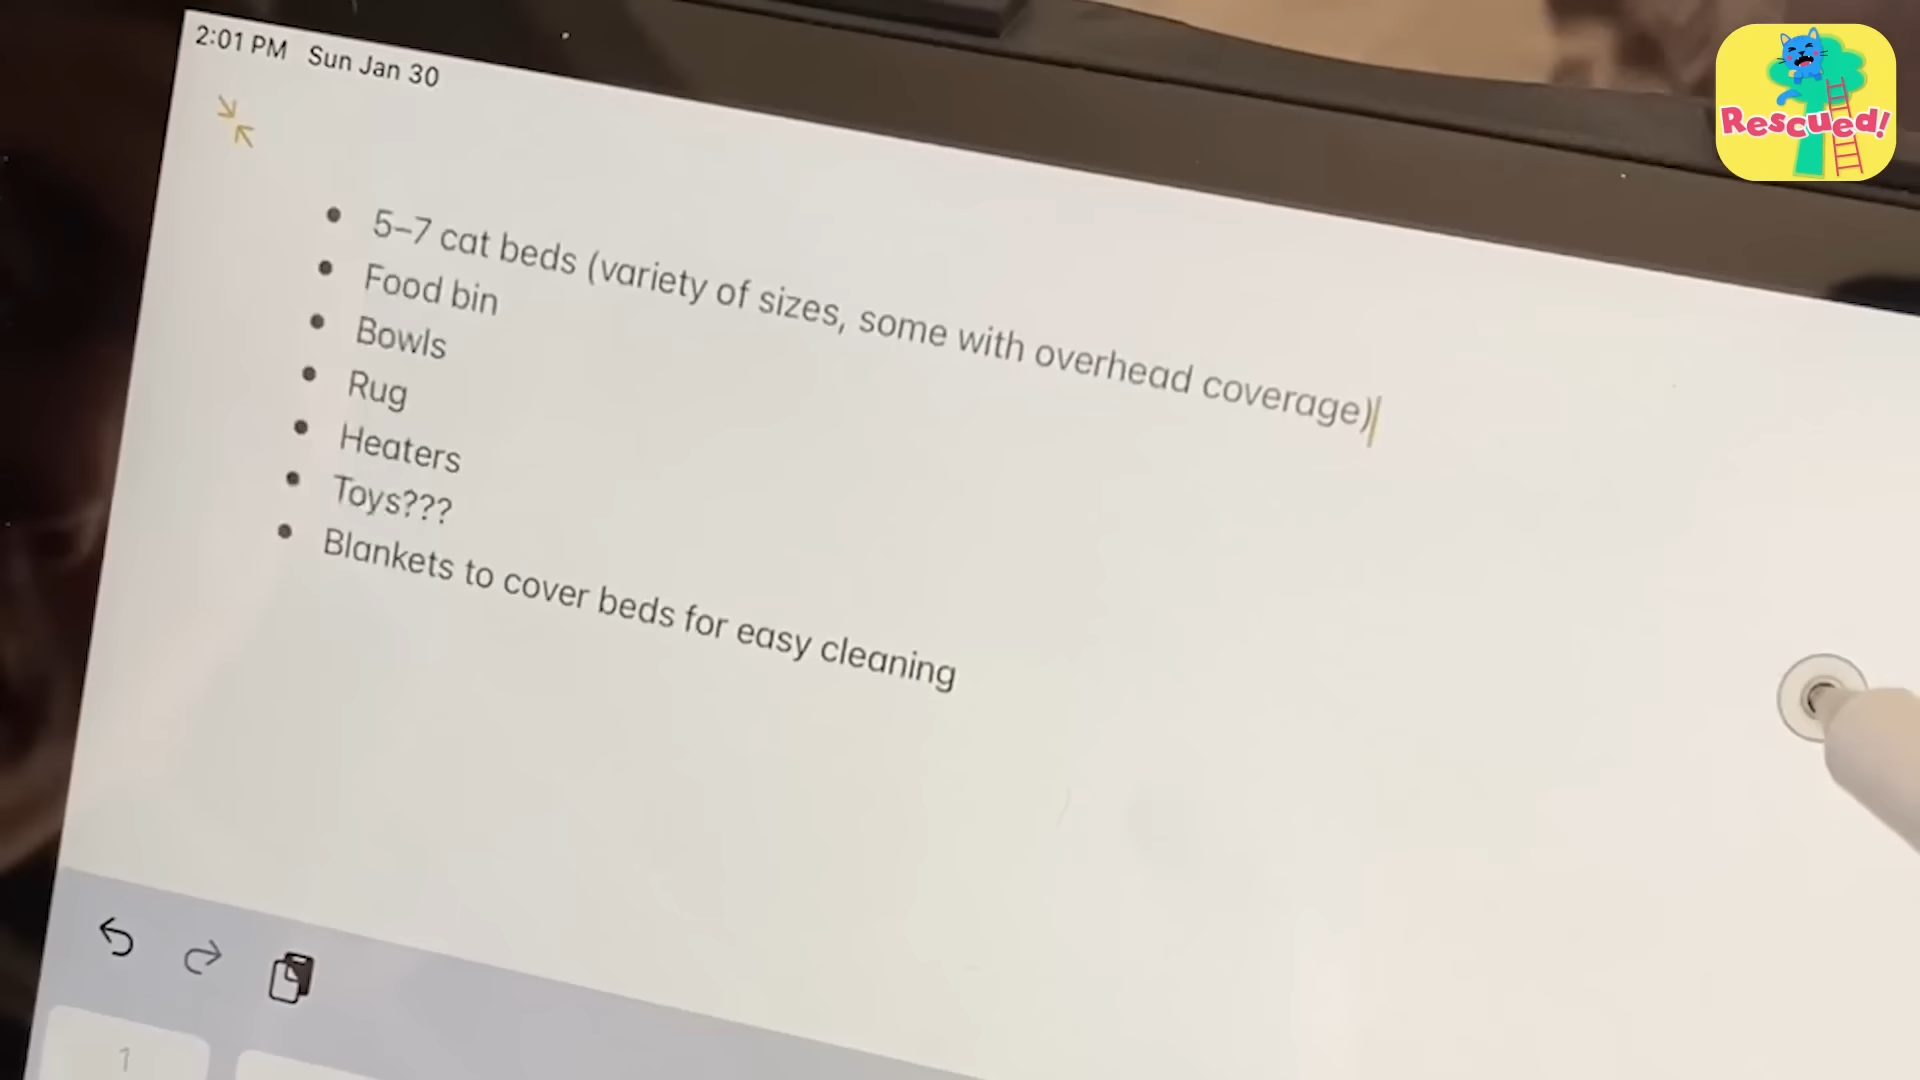 2:01 PM Sun Jan 30
Rescued!
• 5–7 cat beds (variety of sizes, some with overhead coverage)
• Food bin
• Bowls
• Rug
• Heaters
• Toys???
• Blankets to cover beds for easy cleaning
1